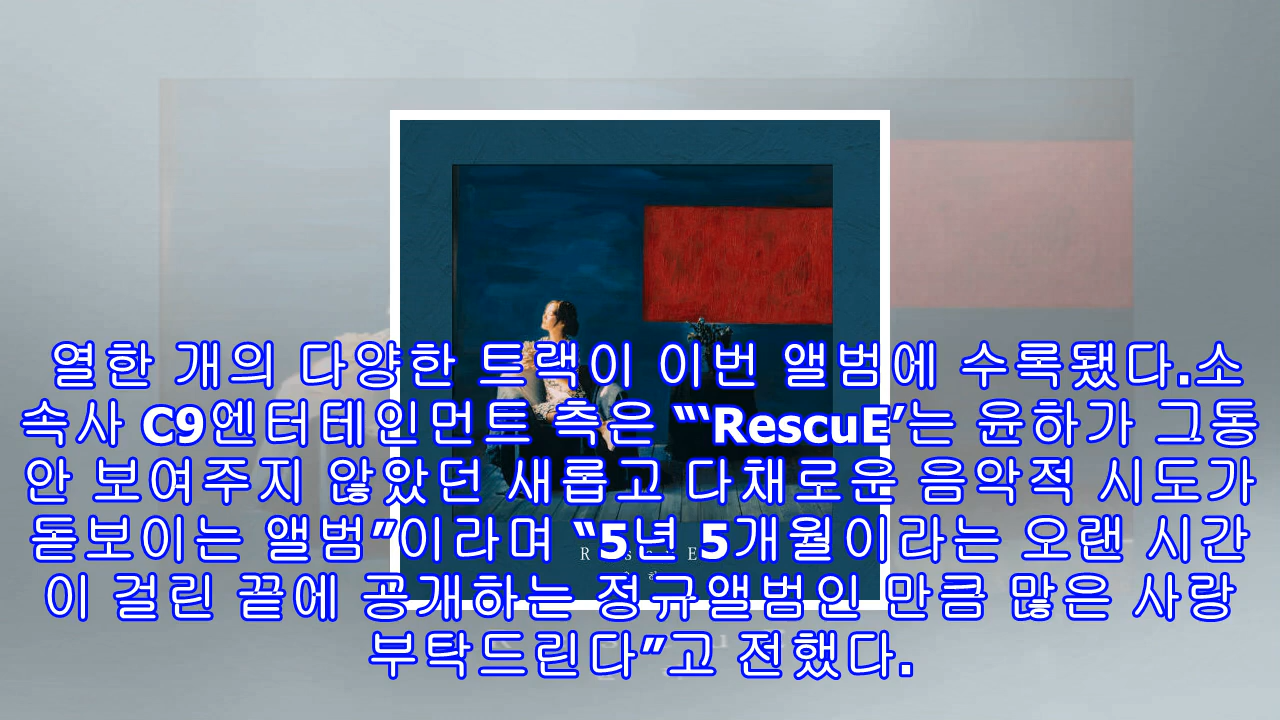 열한 개의 다양한 트랙이 이번 앨범에 수록됐다.소
속사 C9엔터테인먼트 측은 “‘RescuE’는 윤하가 그동
안 보여주지 않았던 새롭고 다채로운 음악적 시도가
돋보이는 앨범”이라며 “5년 5개월이라는 오랜 시간
이 걸린 끝에 공개하는 정규앨범인 만큼 많은 사랑
부탁드린다”고 전했다.